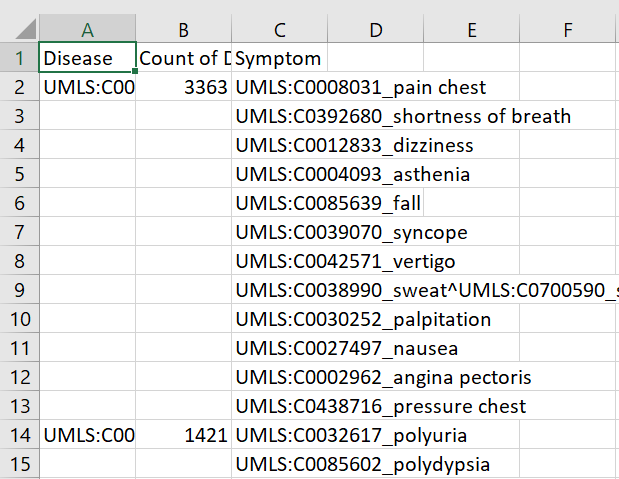 A B C D E F
1 Disease Count of D Symptom
2 UMLS:C00 3363 UMLS:C0008031_pain chest
3 UMLS:C0392680_shortness of breath
4 UMLS:C0012833_dizziness
5 UMLS:C0004093_asthenia
6 UMLS:C0085639_fall
7 UMLS:C0039070_syncope
8 UMLS:C0042571_vertigo
9 UMLS:C0038990_sweat^UMLS:C0700590_s
10 UMLS:C0030252_palpitation
11 UMLS:C0027497_nausea
12 UMLS:C0002962_angina pectoris
13 UMLS:C0438716_pressure chest
14 UMLS:C00 1421 UMLS:C0032617_polyuria
15 UMLS:C0085602_polydypsia